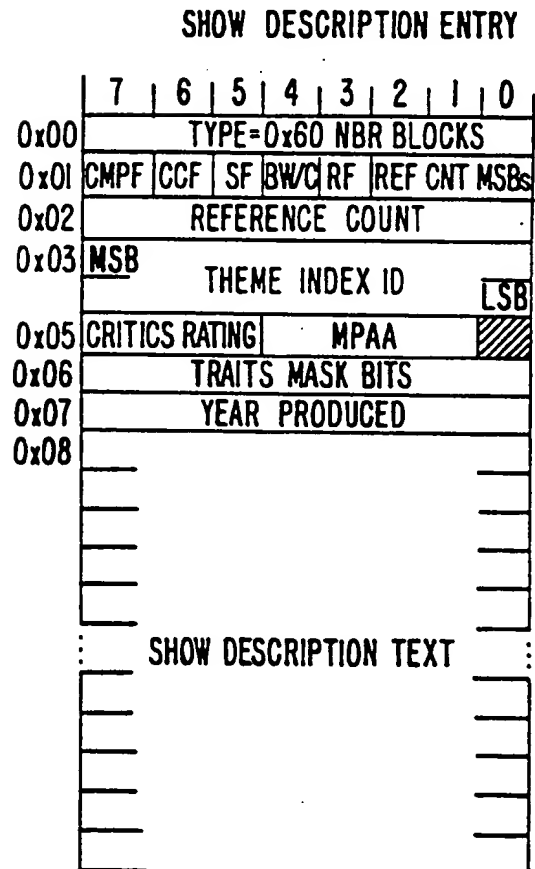 SHOW DESCRIPTION ENTRY
7 6 5 4 3 2 1 0
0x00 TYPE=0x60 NBR BLOCKS
0x01 CMPF CCF SF BW/C RF REF CNT MSBs
0x02 REFERENCE COUNT
0x03 MSB THEME INDEX ID LSB
0x05 CRITICS RATING MPAA
0x06 TRAITS MASK BITS
0x07 YEAR PRODUCED
0x08
SHOW DESCRIPTION TEXT